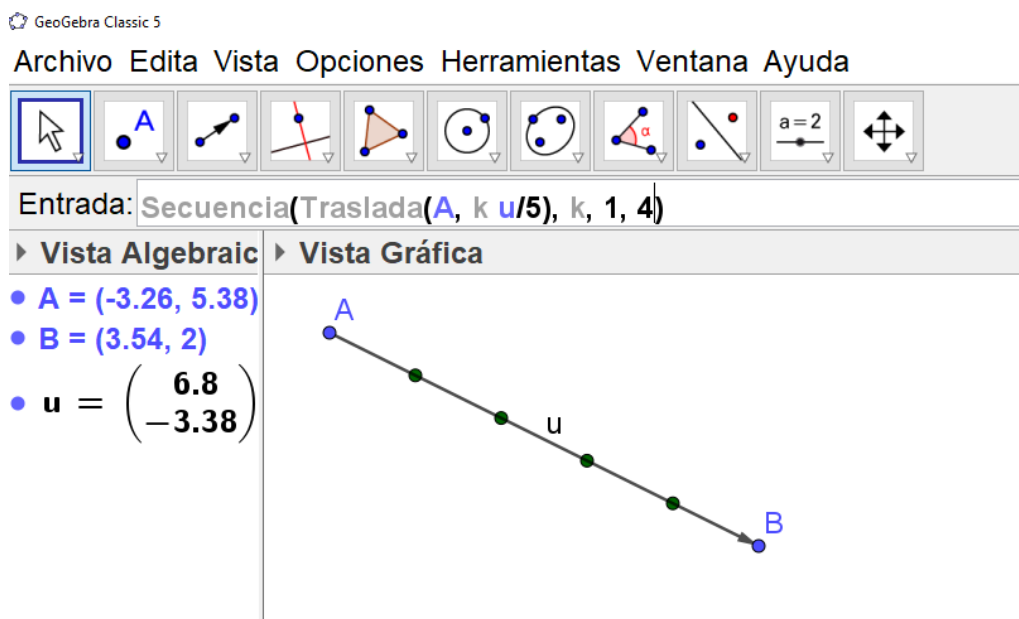 GeoGebra Classic 5
Archivo Edita Vista Opciones Herramientas Ventana Ayuda
A
α
a=2
Entrada: Secuencia(Traslada(A, k u/5), k, 1, 4)
Vista Algebraic
Vista Gráfica
A = (-3.26, 5.38)
B = (3.54, 2)
u = (6.8
−3.38)
A
u
B